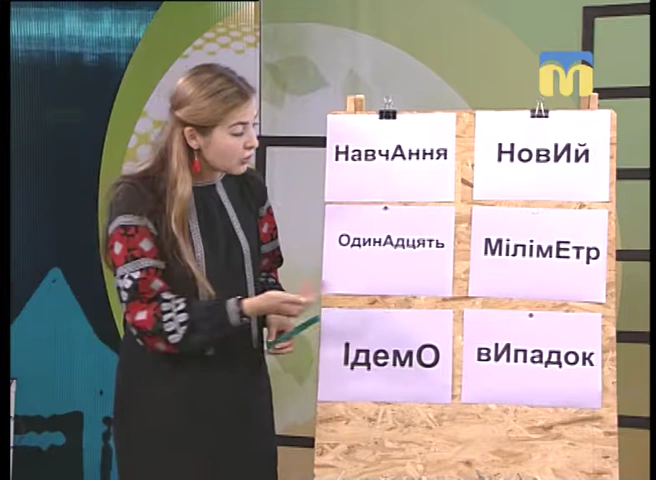 М
НавчАння
НовИй
ОдинАдцять
МілімЕтр
ІдемО
вИпадок